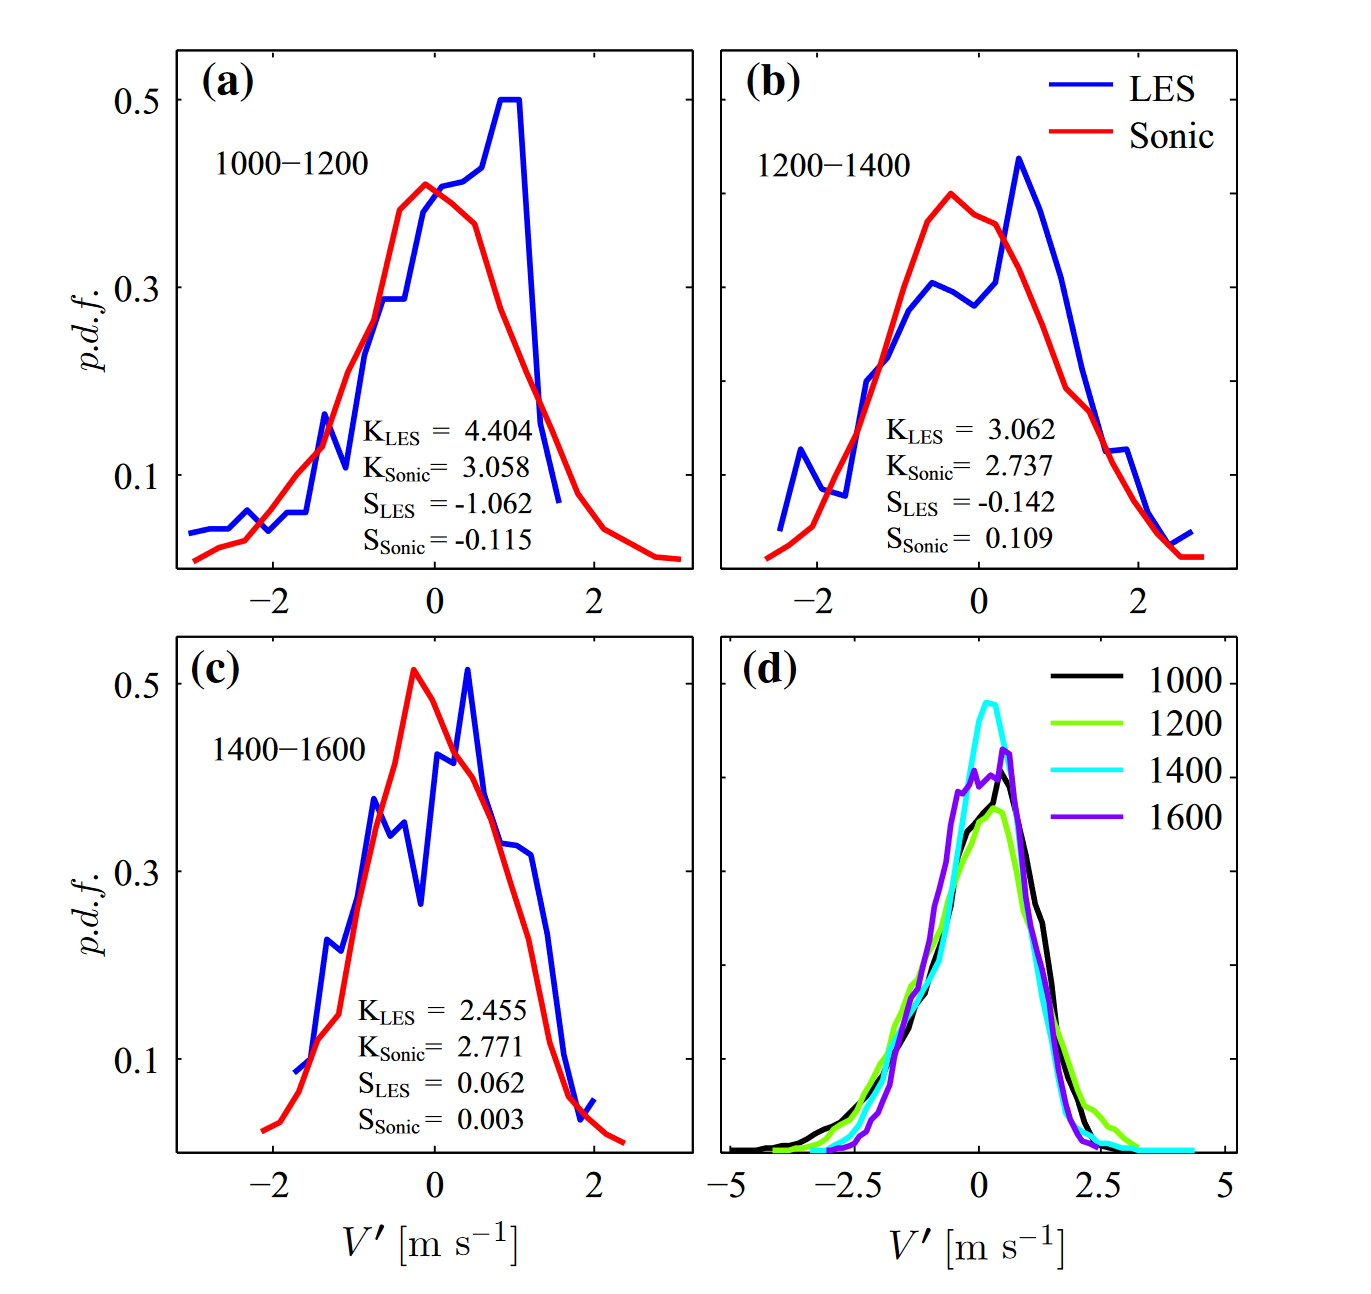 (a)
1000−1200
0.5
0.3
0.1
p.d.f.
K_LES = 4.404
K_Sonic= 3.058
S_LES = -1.062
S_Sonic= -0.115
−2 0 2
(b)
LES
Sonic
1200−1400
K_LES = 3.062
K_Sonic= 2.737
S_LES = -0.142
S_Sonic= 0.109
−2 0 2
(c)
1400−1600
0.5
0.3
0.1
p.d.f.
K_LES = 2.455
K_Sonic= 2.771
S_LES = 0.062
S_Sonic= 0.003
−2 0 2
V′ [m s⁻¹]
(d)
1000
1200
1400
1600
−5 −2.5 0 2.5 5
V′ [m s⁻¹]